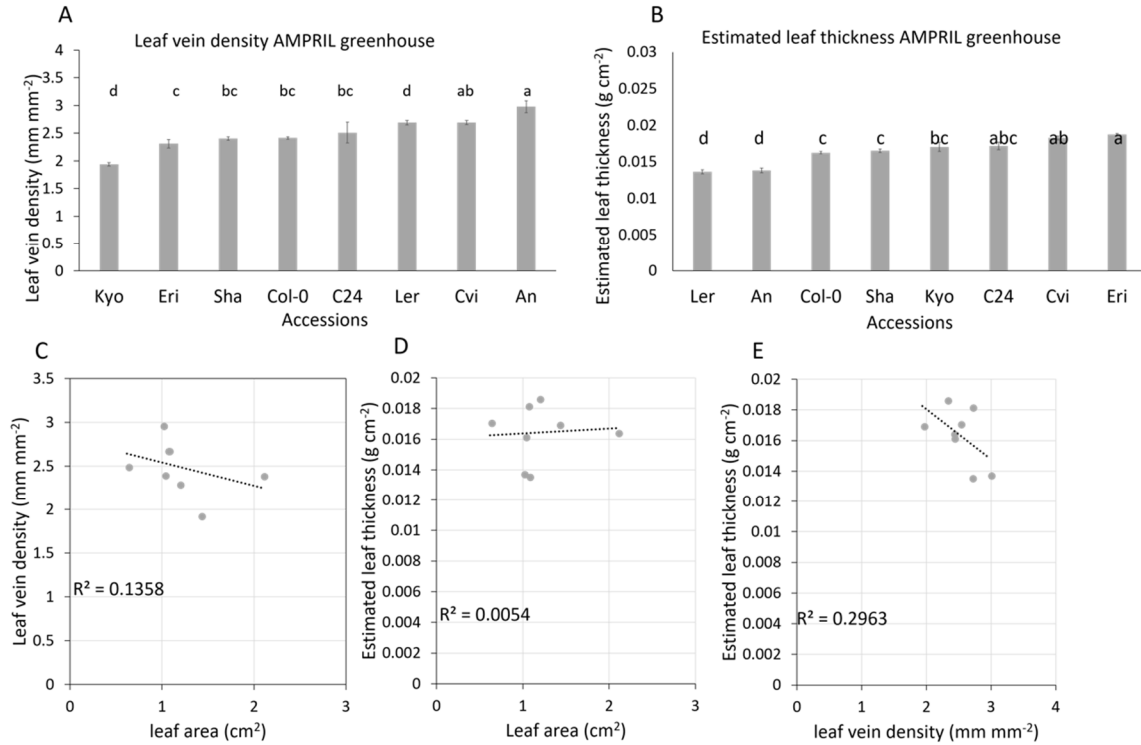 A
Leaf vein density AMPRIL greenhouse
Leaf vein density (mm mm-2)
4
3.5
3
2.5
2
1.5
1
0.5
0
d c bc bc bc d ab a
Kyo Eri Sha Col-0 C24 Ler Cvi An
Accessions
B
Estimated leaf thickness AMPRIL greenhouse
Estimated leaf thickness (g cm-2)
0.03
0.025
0.02
0.015
0.01
0.005
0
d d c c bc abc ab a
Ler An Col-0 Sha Kyo C24 Cvi Eri
Accessions
C
Leaf vein density (mm mm-2)
3.5
3
2.5
2
1.5
1
0.5
0
R² = 0.1358
0 1 2 3
leaf area (cm2)
D
Estimated leaf thickness (g cm-2)
0.02
0.018
0.016
0.014
0.012
0.01
0.008
0.006
0.004
0.002
0
R² = 0.0054
0 1 2 3
Leaf area (cm2)
E
Estimated leaf thickness (g cm-2)
0.02
0.018
0.016
0.014
0.012
0.01
0.008
0.006
0.004
0.002
0
R² = 0.2963
0 1 2 3 4
leaf vein density (mm mm-2)